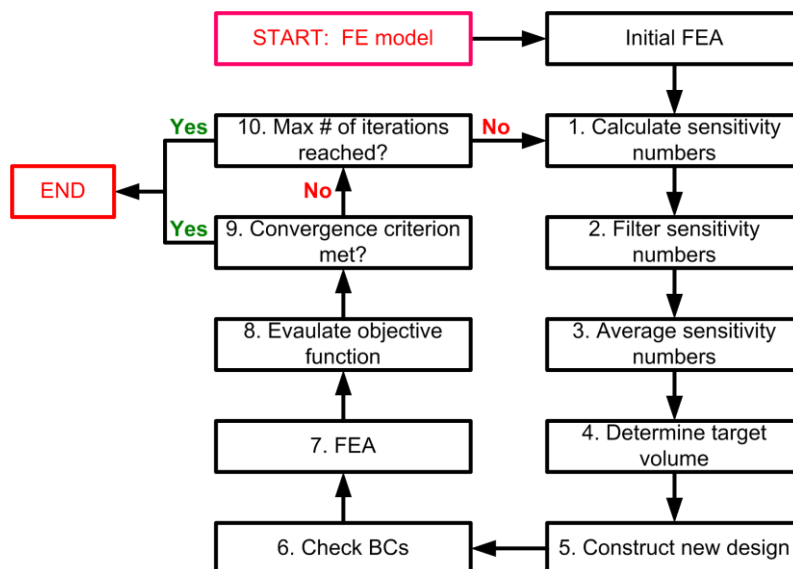 START:  FE model
Initial FEA
1. Calculate sensitivity
numbers
2. Filter sensitivity
numbers
3. Average sensitivity
numbers
4. Determine target
volume
5. Construct new design
6. Check BCs
7. FEA
8. Evaulate objective
function
9. Convergence criterion
met?
Yes
No
10. Max # of iterations
reached?
Yes
No
END